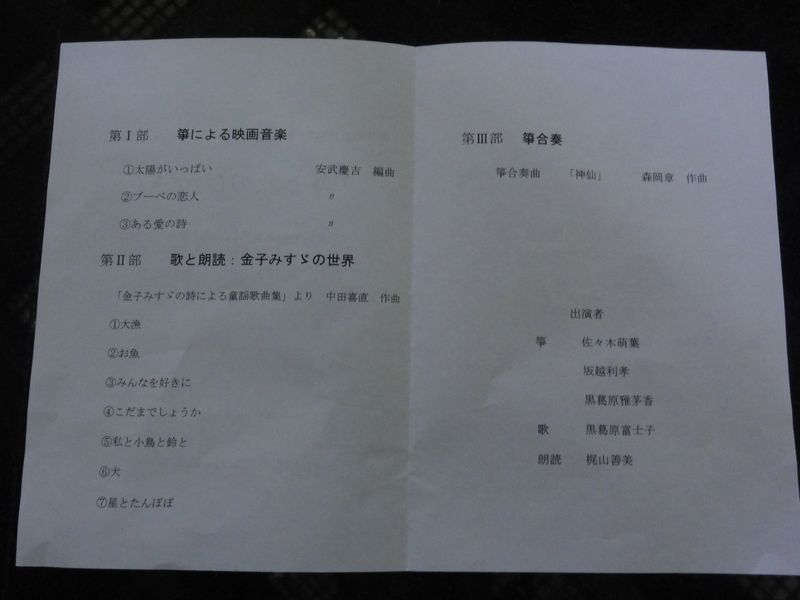 第Ⅰ部 箏による映画音楽
①太陽がいっぱい 安武慶吉 編曲
②ブーベの恋人 〃
③ある愛の詩 〃
第Ⅱ部 歌と朗読：金子みすゞの世界
「金子みすゞの詩による童謡歌曲集」より 中田喜直 作曲
①大漁
②お魚
③みんなを好きに
④こだまでしょうか
⑤私と小鳥と鈴と
⑥犬
⑦星とたんぽぽ
第Ⅲ部 箏合奏
箏合奏曲 「神仙」 森岡章 作曲
出演者
箏 佐々木萌葉
坂越利孝
黒葛原雅茅香
歌 黒葛原富士子
朗読 梶山善美